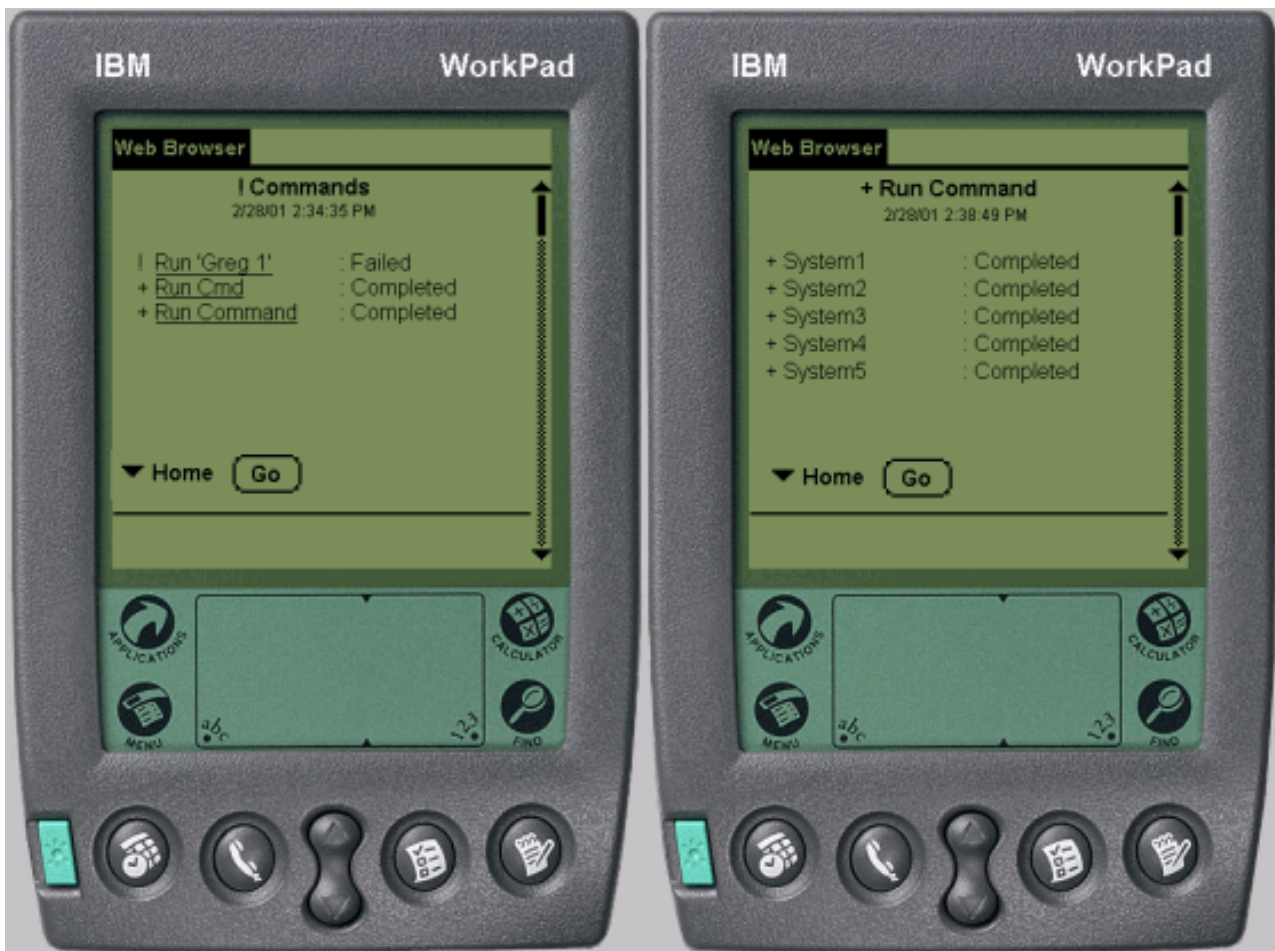 IBM WorkPad
Web Browser
! Commands
2/28/01 2:34:35 PM
! Run 'Greg 1' : Failed
+ Run Cmd : Completed
+ Run Command : Completed
Home Go
APPLICATIONS
CALCULATOR
MENU
abc
123
FIND
IBM WorkPad
Web Browser
+ Run Command
2/28/01 2:38:49 PM
+ System1 : Completed
+ System2 : Completed
+ System3 : Completed
+ System4 : Completed
+ System5 : Completed
Home Go
APPLICATIONS
CALCULATOR
MENU
abc
123
FIND